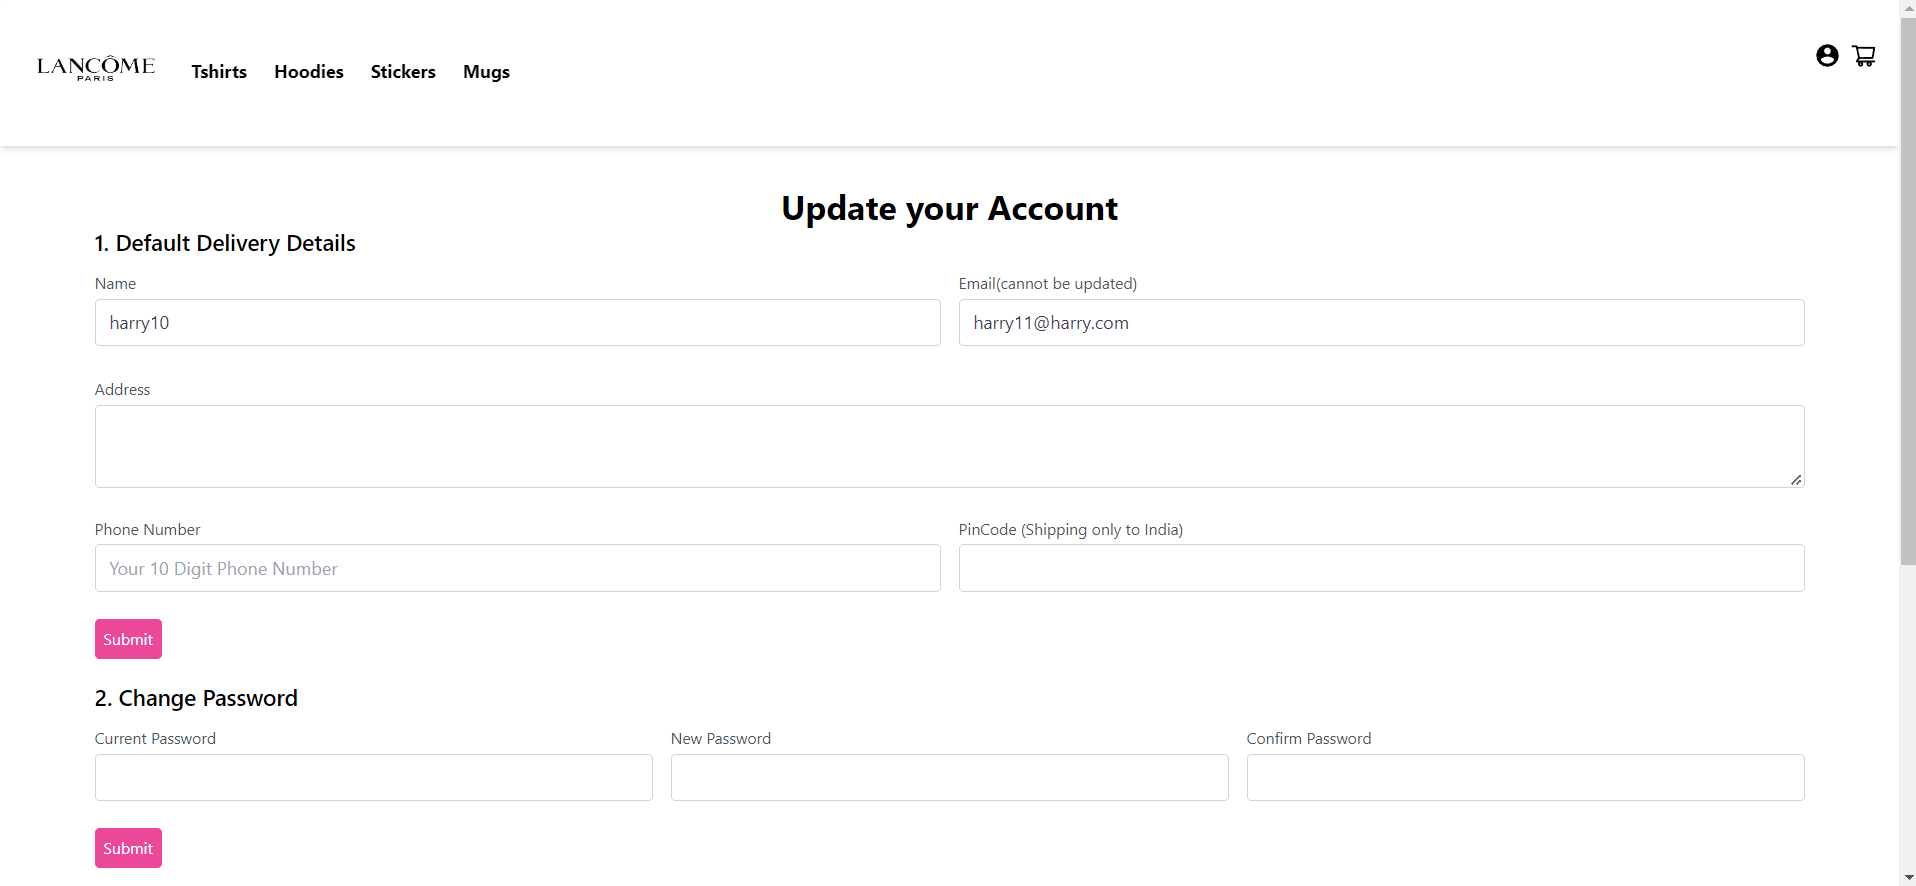 LANCÔME
PARIS
Tshirts Hoodies Stickers Mugs
Update your Account
1. Default Delivery Details
Name Email(cannot be updated)
harry10 harry11@harry.com
Address
Phone Number PinCode (Shipping only to India)
Your 10 Digit Phone Number
Submit
2. Change Password
Current Password New Password Confirm Password
Submit